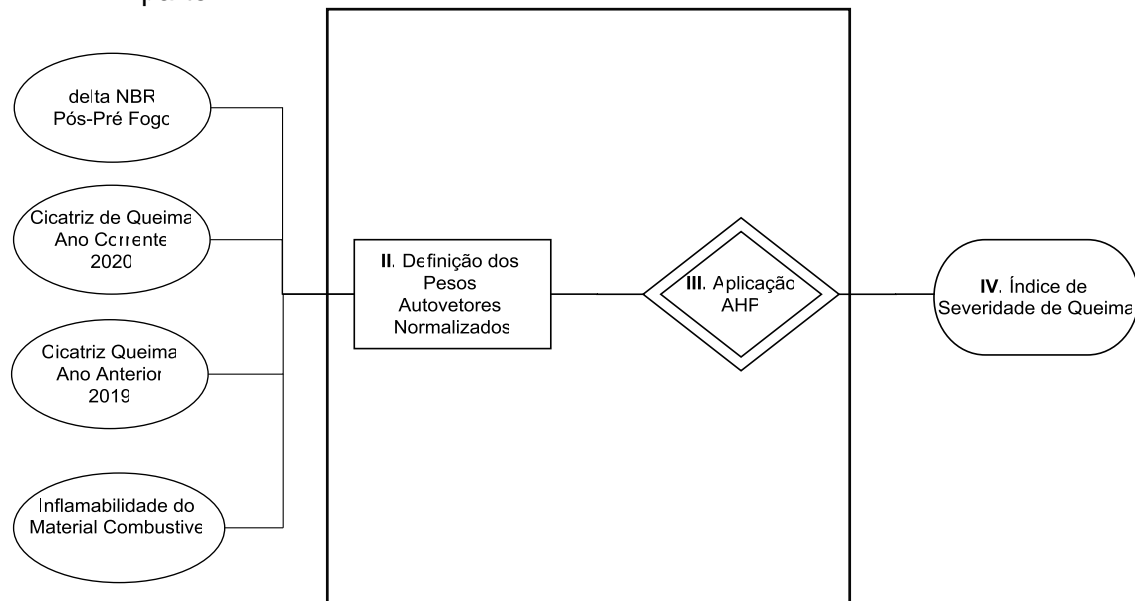 delta NBR
Pós-Pré Fogo
Cicatriz de Queima
Ano Corrente
2020
Cicatriz Queima
Ano Anterior
2019
Inflamabilidade do
Material Combustive
II. Definição dos
Pesos
Autovetores
Normalizados
III. Aplicação
AHP
IV. Índice de
Severidade de Queima